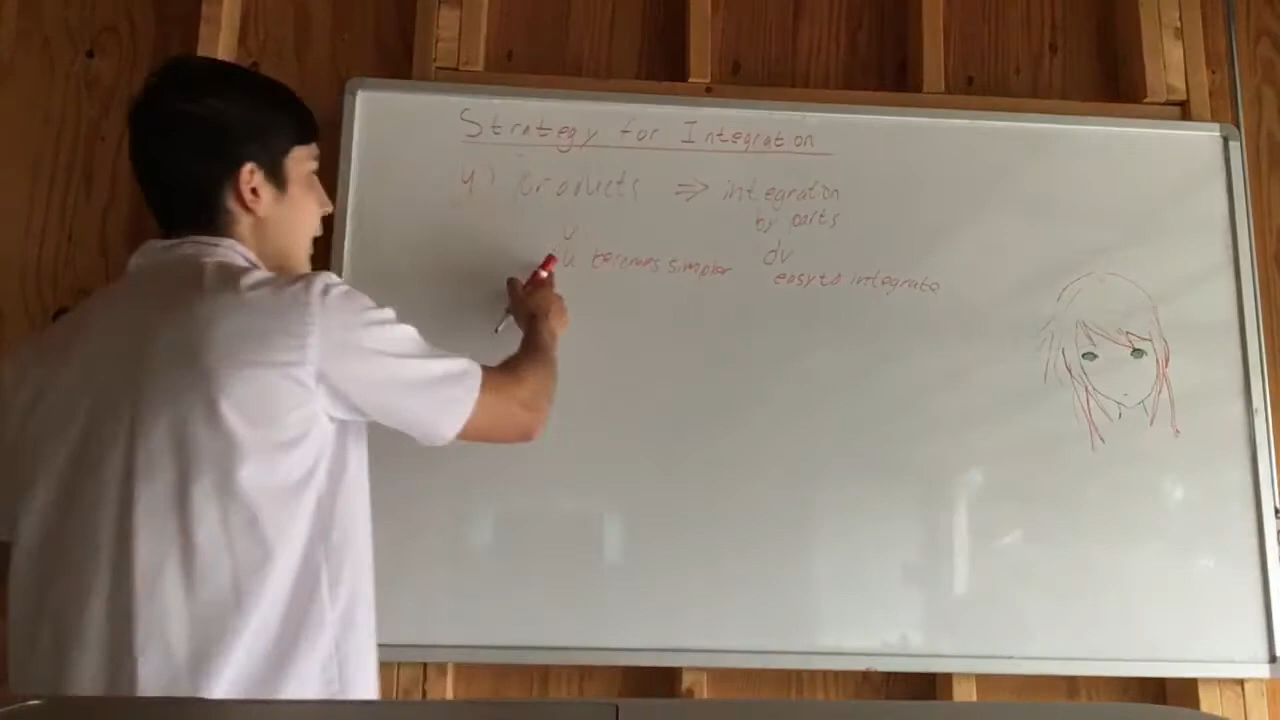 Strategy for Integration
4) Products ⇒ integration
by parts
u dv
u becomes simpler easy to integrate